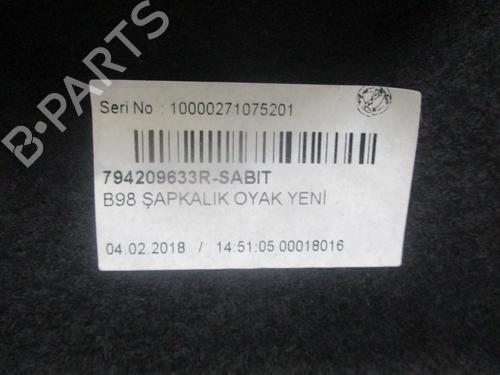 B-PARTS
Seri No : 10000271075201
794209633R-SABIT
B98 ŞAPKALIK OYAK YENİ
04.02.2018 / 14:51:05 00018016